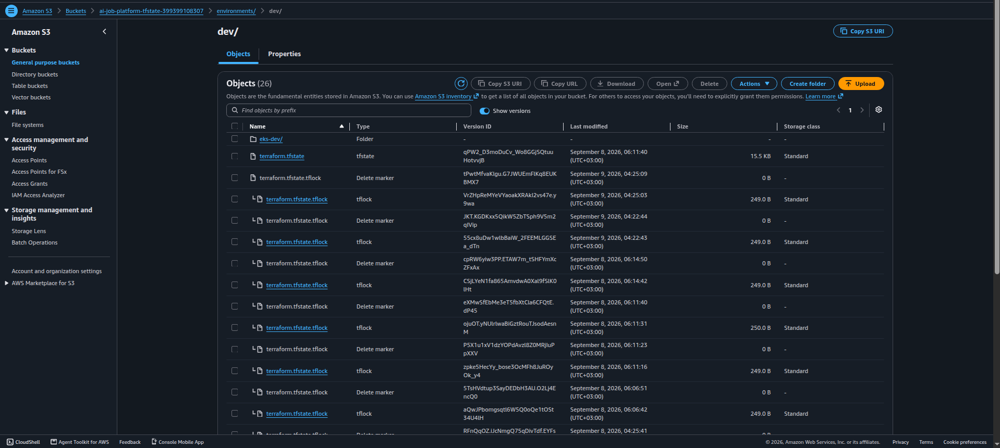 Amazon S3 > Buckets > ai-job-platform-tfstate-399399108307 > environments/ > dev/
Amazon S3
Buckets
General purpose buckets
Directory buckets
Table buckets
Vector buckets
Files
File systems
Access management and
security
Access Points
Access Points for FSx
Access Grants
IAM Access Analyzer
Storage management and
insights
Storage Lens
Batch Operations
Account and organization settings
AWS Marketplace for S3
dev/
Copy S3 URI
Objects Properties
Objects (26)
Copy S3 URI Copy URL Download Open Delete Actions Create folder Upload
Objects are the fundamental entities stored in Amazon S3. You can use Amazon S3 inventory to get a list of all objects in your bucket. For others to access your objects, you'll need to explicitly grant them permissions. Learn more
Find objects by prefix Show versions 1
Name Type Version ID Last modified Size Storage class
eks-dev/ Folder - - - -
terraform.tfstate tfstate qPW2_D3moDuCv_Wo8GGjSQtuu September 8, 2026, 06:11:40 15.5 KB Standard
HotvvjB (UTC+03:00)
terraform.tfstate.tflock Delete marker tPwtMfvaKlgu.G7JWUEmFlKq8EUK September 9, 2026, 04:25:09 0 B -
BMX7 (UTC+03:00)
terraform.tfstate.tflock tflock VrZHpReMYeVYaoakXRAkI2vs47e.y September 9, 2026, 04:25:03 249.0 B Standard
9wa (UTC+03:00)
terraform.tfstate.tflock Delete marker JKT.KGDKxx5QikW5ZbTSph9V5m2 September 9, 2026, 04:22:44 0 B -
qIVip (UTC+03:00)
terraform.tfstate.tflock tflock 55cx8uDw1wlbBaiW_2FEEMLGGSE September 9, 2026, 04:22:43 249.0 B Standard
a_dTn (UTC+03:00)
terraform.tfstate.tflock Delete marker cpRW6yiw3PP.ETAW7m_tSHFYmXc September 8, 2026, 06:14:50 0 B -
ZFxAx (UTC+03:00)
terraform.tfstate.tflock tflock CSjLYeN1fa865AmvdwA0Xal9fSlK0 September 8, 2026, 06:14:42 249.0 B Standard
lHt (UTC+03:00)
terraform.tfstate.tflock Delete marker eXMwSfEbMe3eT5fbXtCla6CFQtE. September 8, 2026, 06:11:40 0 B -
dP45 (UTC+03:00)
terraform.tfstate.tflock tflock ojuOT.yNUlrlwaBiGztRouTJsodAesn September 8, 2026, 06:11:31 250.0 B Standard
M (UTC+03:00)
terraform.tfstate.tflock Delete marker P5X1u1xV1dzYOPdAvzl8Z0MRjluP September 8, 2026, 06:11:23 0 B -
pXXV (UTC+03:00)
terraform.tfstate.tflock tflock zpke5HecYy_bose3OcMFh8JuROy September 8, 2026, 06:11:16 249.0 B Standard
Ok_y4 (UTC+03:00)
terraform.tfstate.tflock Delete marker 5TsHVdtup3SayDEDbH3AU.O2Lj4E September 8, 2026, 06:06:51 0 B -
ncQ0 (UTC+03:00)
terraform.tfstate.tflock tflock aQwJPbomgsqtl6W5Q0oQe1tOSt September 8, 2026, 06:06:42 249.0 B Standard
34U4lH (UTC+03:00)
terraform.tfstate.tflock Delete marker RFnQqOZ.iJcNmgQ75qDivTdf.EYFs September 8, 2026, 04:25:41 0 B
CloudShell Agent Toolkit for AWS Feedback Console Mobile App © 2026, Amazon Web Services, Inc. or its affiliates. Privacy Terms Cookie preferences